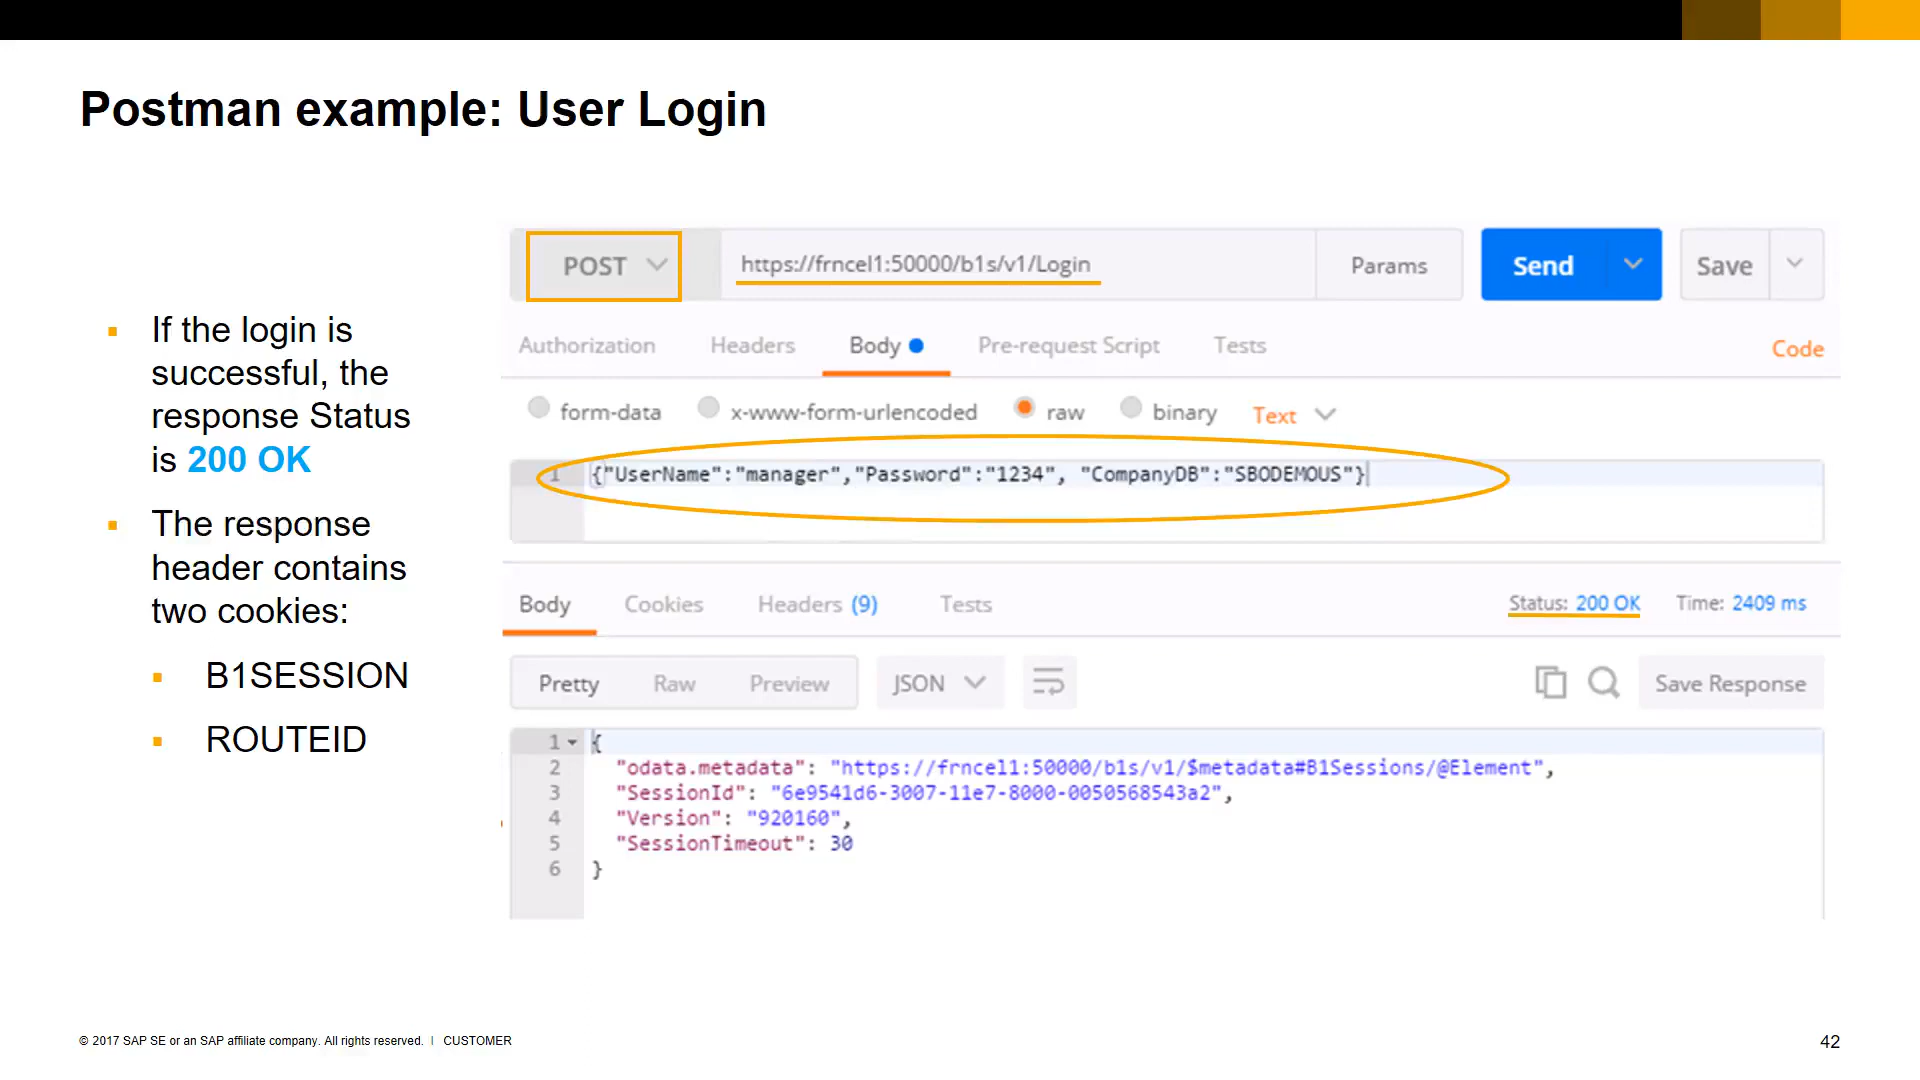 Postman example: User Login
If the login is
successful, the
response Status
is 200 OK
The response
header contains
two cookies:
B1SESSION
ROUTEID
POST https://frncel1:50000/b1s/v1/Login Params Send Save
Authorization Headers Body Pre-request Script Tests Code
form-data x-www-form-urlencoded raw binary Text
1 {"UserName":"manager","Password":"1234", "CompanyDB":"SBODEMOUS"}
Body Cookies Headers (9) Tests Status: 200 OK Time: 2409 ms
Pretty Raw Preview JSON Save Response
1 {
2 "odata.metadata": "https://frncel1:50000/b1s/v1/$metadata#B1Sessions/@Element",
3 "SessionId": "6e9541d6-3007-11e7-8000-0050568543a2",
4 "Version": "920160",
5 "SessionTimeout": 30
6 }
© 2017 SAP SE or an SAP affiliate company. All rights reserved. | CUSTOMER
42